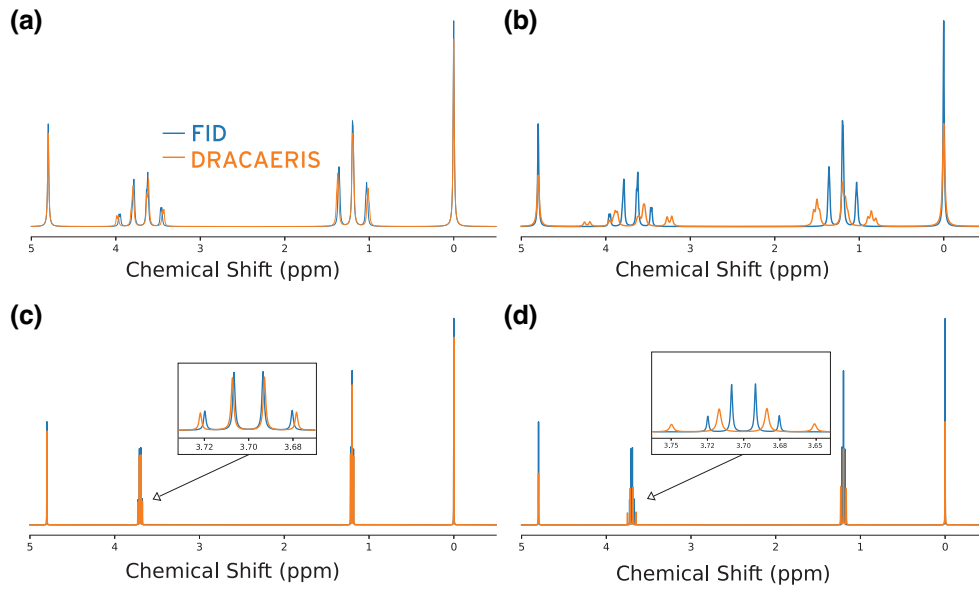 (a)
FID
DRACAERIS
5 4 3 2 1 0
Chemical Shift (ppm)
(b)
5 4 3 2 1 0
Chemical Shift (ppm)
(c)
3.72 3.70 3.68
5 4 3 2 1 0
Chemical Shift (ppm)
(d)
3.75 3.72 3.70 3.68 3.65
5 4 3 2 1 0
Chemical Shift (ppm)